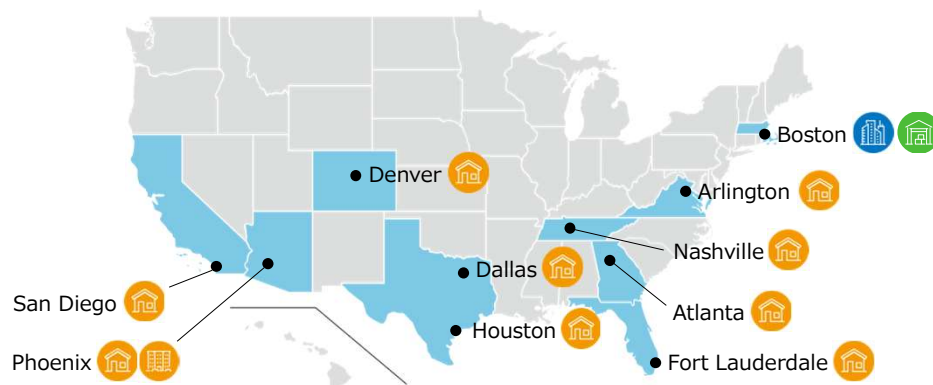 Boston
Denver
Arlington
Nashville
Dallas
San Diego
Atlanta
Houston
Phoenix
Fort Lauderdale